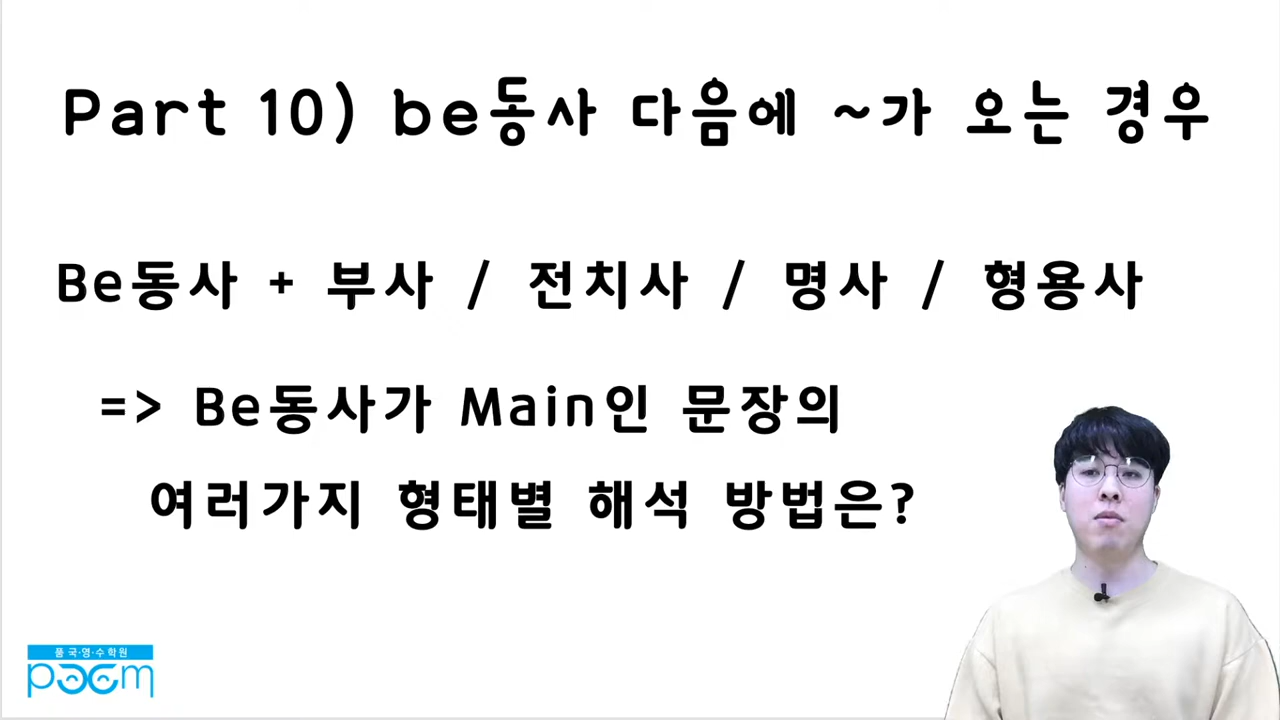 Part 10) be동사 다음에 ~가 오는 경우
Be동사 + 부사 / 전치사 / 명사 / 형용사
=> Be동사가 Main인 문장의
여러가지 형태별 해석 방법은?
품 국·영·수 학원
poem